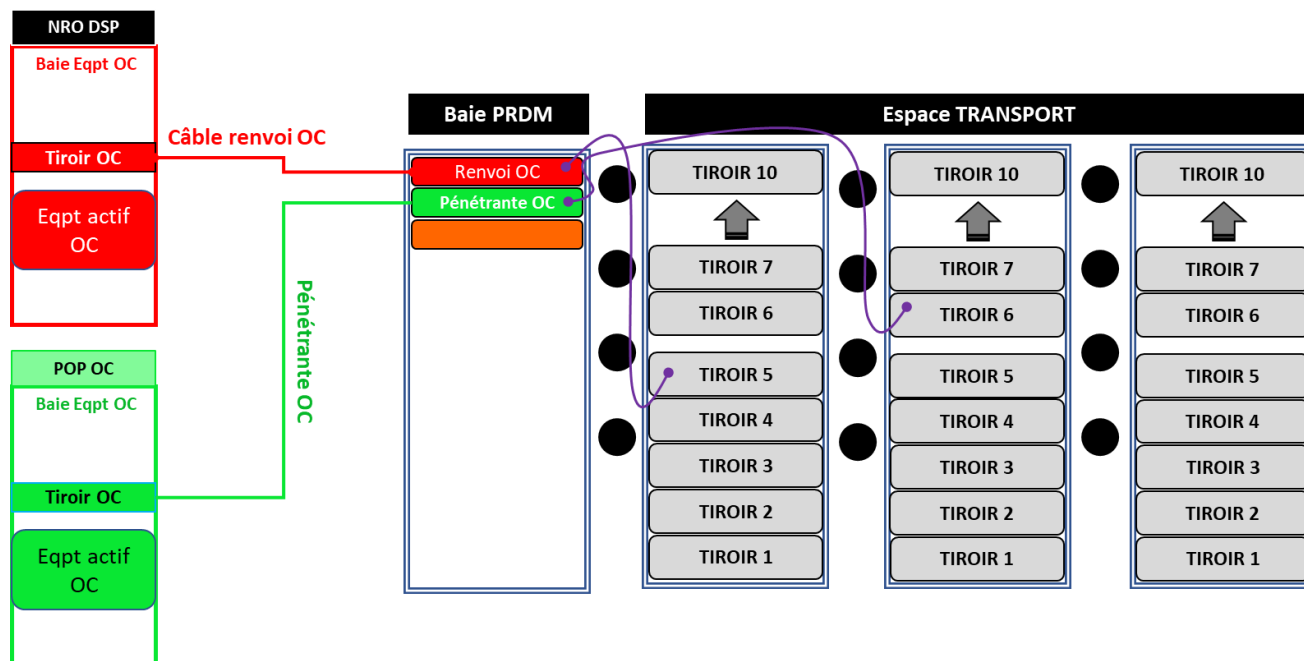 NRO DSP
Baie Eqpt OC
Tiroir OC
Eqpt actif
OC
Câble renvoi OC
POP OC
Baie Eqpt OC
Tiroir OC
Eqpt actif
OC
Pénétrante OC
Baie PRDM
Renvoi OC
Pénétrante OC
Espace TRANSPORT
TIROIR 10
TIROIR 7
TIROIR 6
TIROIR 5
TIROIR 4
TIROIR 3
TIROIR 2
TIROIR 1
TIROIR 10
TIROIR 7
TIROIR 6
TIROIR 5
TIROIR 4
TIROIR 3
TIROIR 2
TIROIR 1
TIROIR 10
TIROIR 7
TIROIR 6
TIROIR 5
TIROIR 4
TIROIR 3
TIROIR 2
TIROIR 1